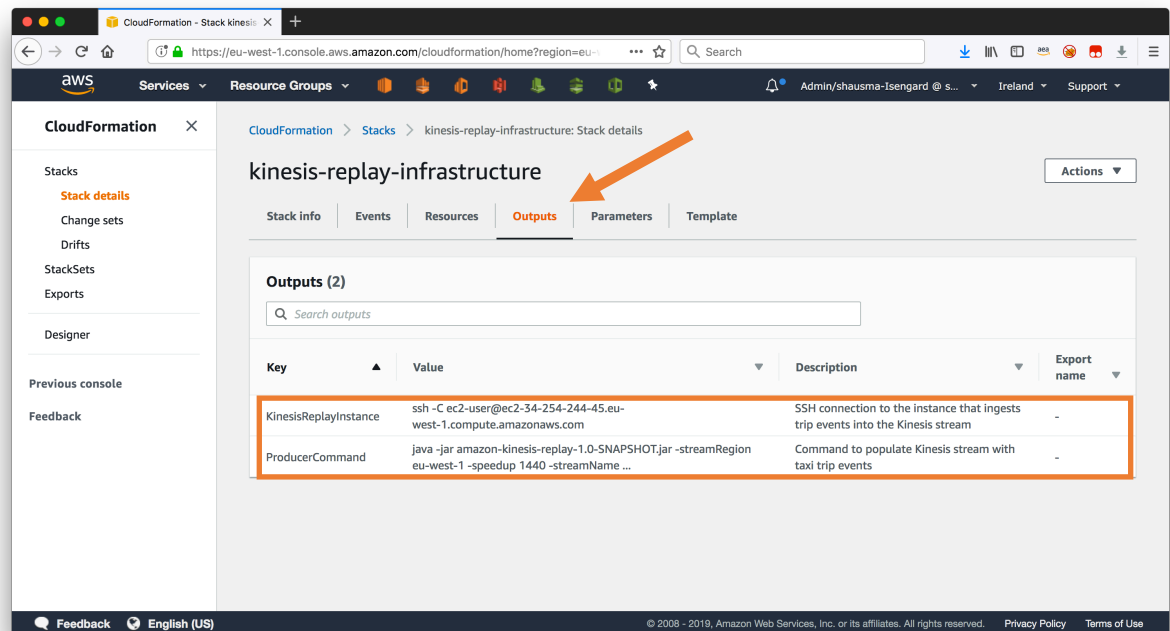 CloudFormation - Stack kinesis
https://eu-west-1.console.aws.amazon.com/cloudformation/home?region=eu-
Search
aws
Services
Resource Groups
Admin/shausma-Isengard @ s...
Ireland
Support
CloudFormation
Stacks
Stack details
Change sets
Drifts
StackSets
Exports
Designer
Previous console
Feedback
CloudFormation > Stacks > kinesis-replay-infrastructure: Stack details
kinesis-replay-infrastructure
Actions
Stack info
Events
Resources
Outputs
Parameters
Template
Outputs (2)
Search outputs
Key
Value
Description
Export
name
KinesisReplayInstance
ssh -C ec2-user@ec2-34-254-244-45.eu-
west-1.compute.amazonaws.com
SSH connection to the instance that ingests
trip events into the Kinesis stream
-
ProducerCommand
java -jar amazon-kinesis-replay-1.0-SNAPSHOT.jar -streamRegion
eu-west-1 -speedup 1440 -streamName ...
Command to populate Kinesis stream with
taxi trip events
-
Feedback
English (US)
© 2008 - 2019, Amazon Web Services, Inc. or its affiliates. All rights reserved.
Privacy Policy
Terms of Use